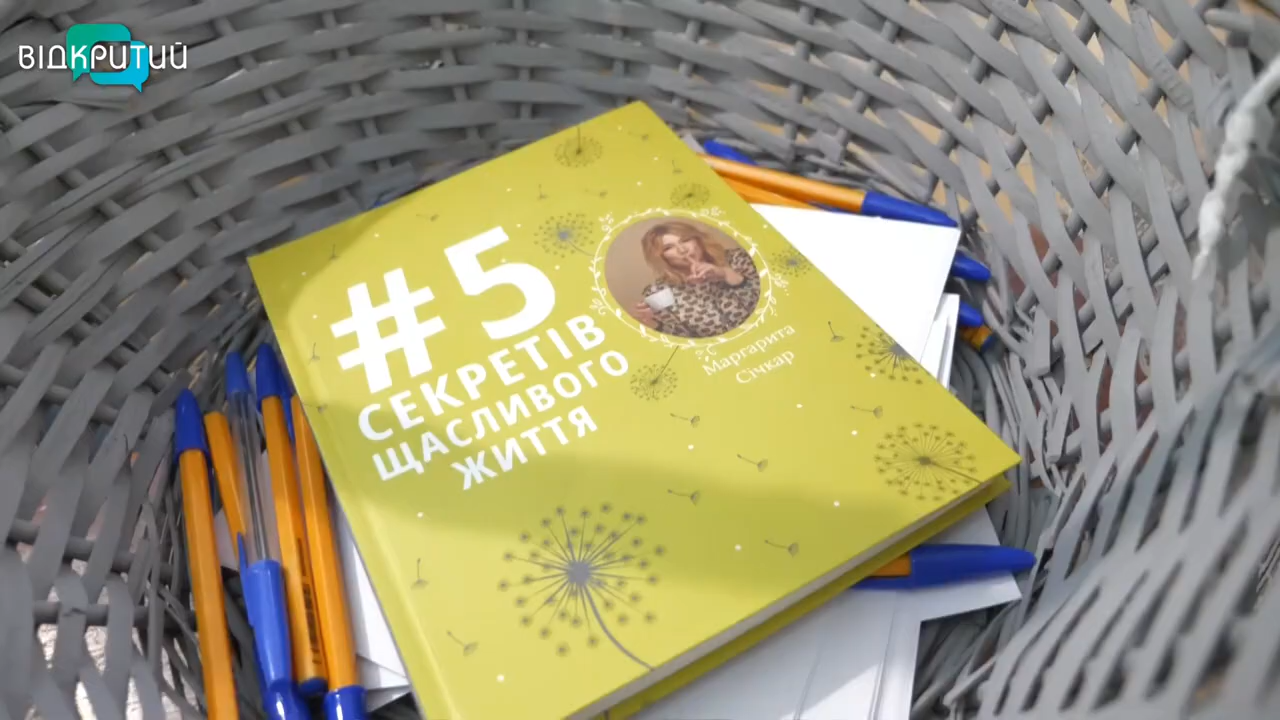 ВІДКРИТИЙ
#5
СЕКРЕТІВ
ЩАСЛИВОГО
ЖИТТЯ
Маргарита
Січкар